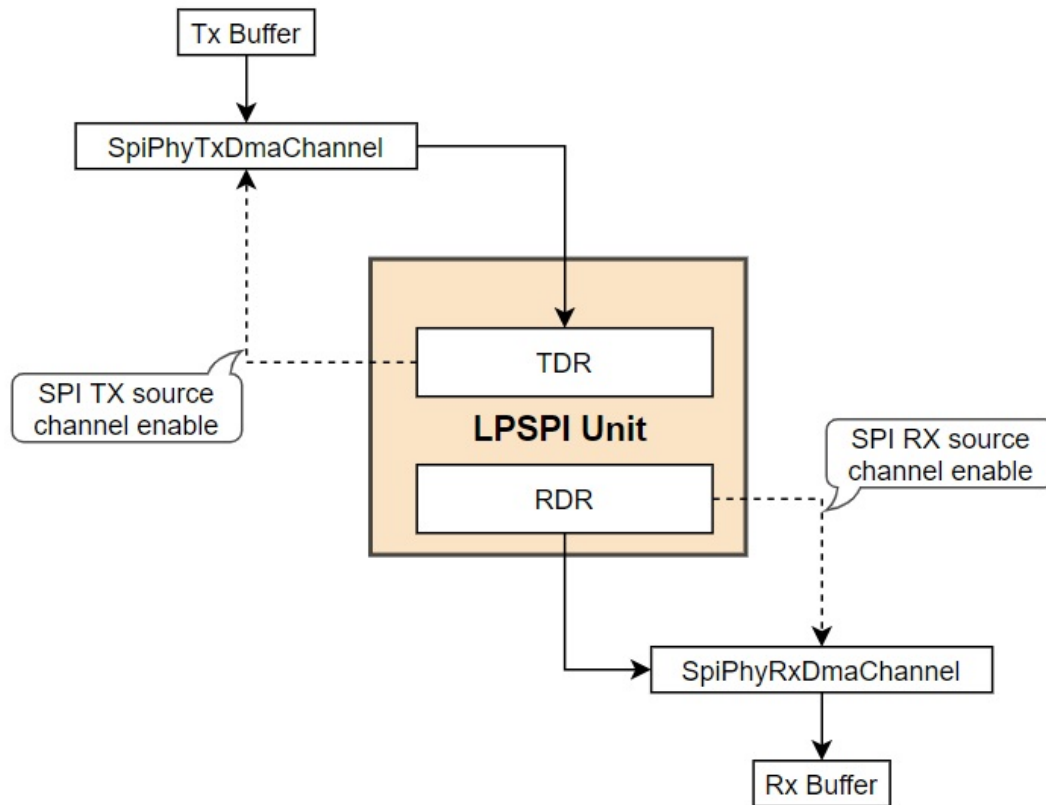 Tx Buffer
SpiPhyTxDmaChannel
TDR
SPI TX source
channel enable
LPSPI Unit
SPI RX source
channel enable
RDR
SpiPhyRxDmaChannel
Rx Buffer